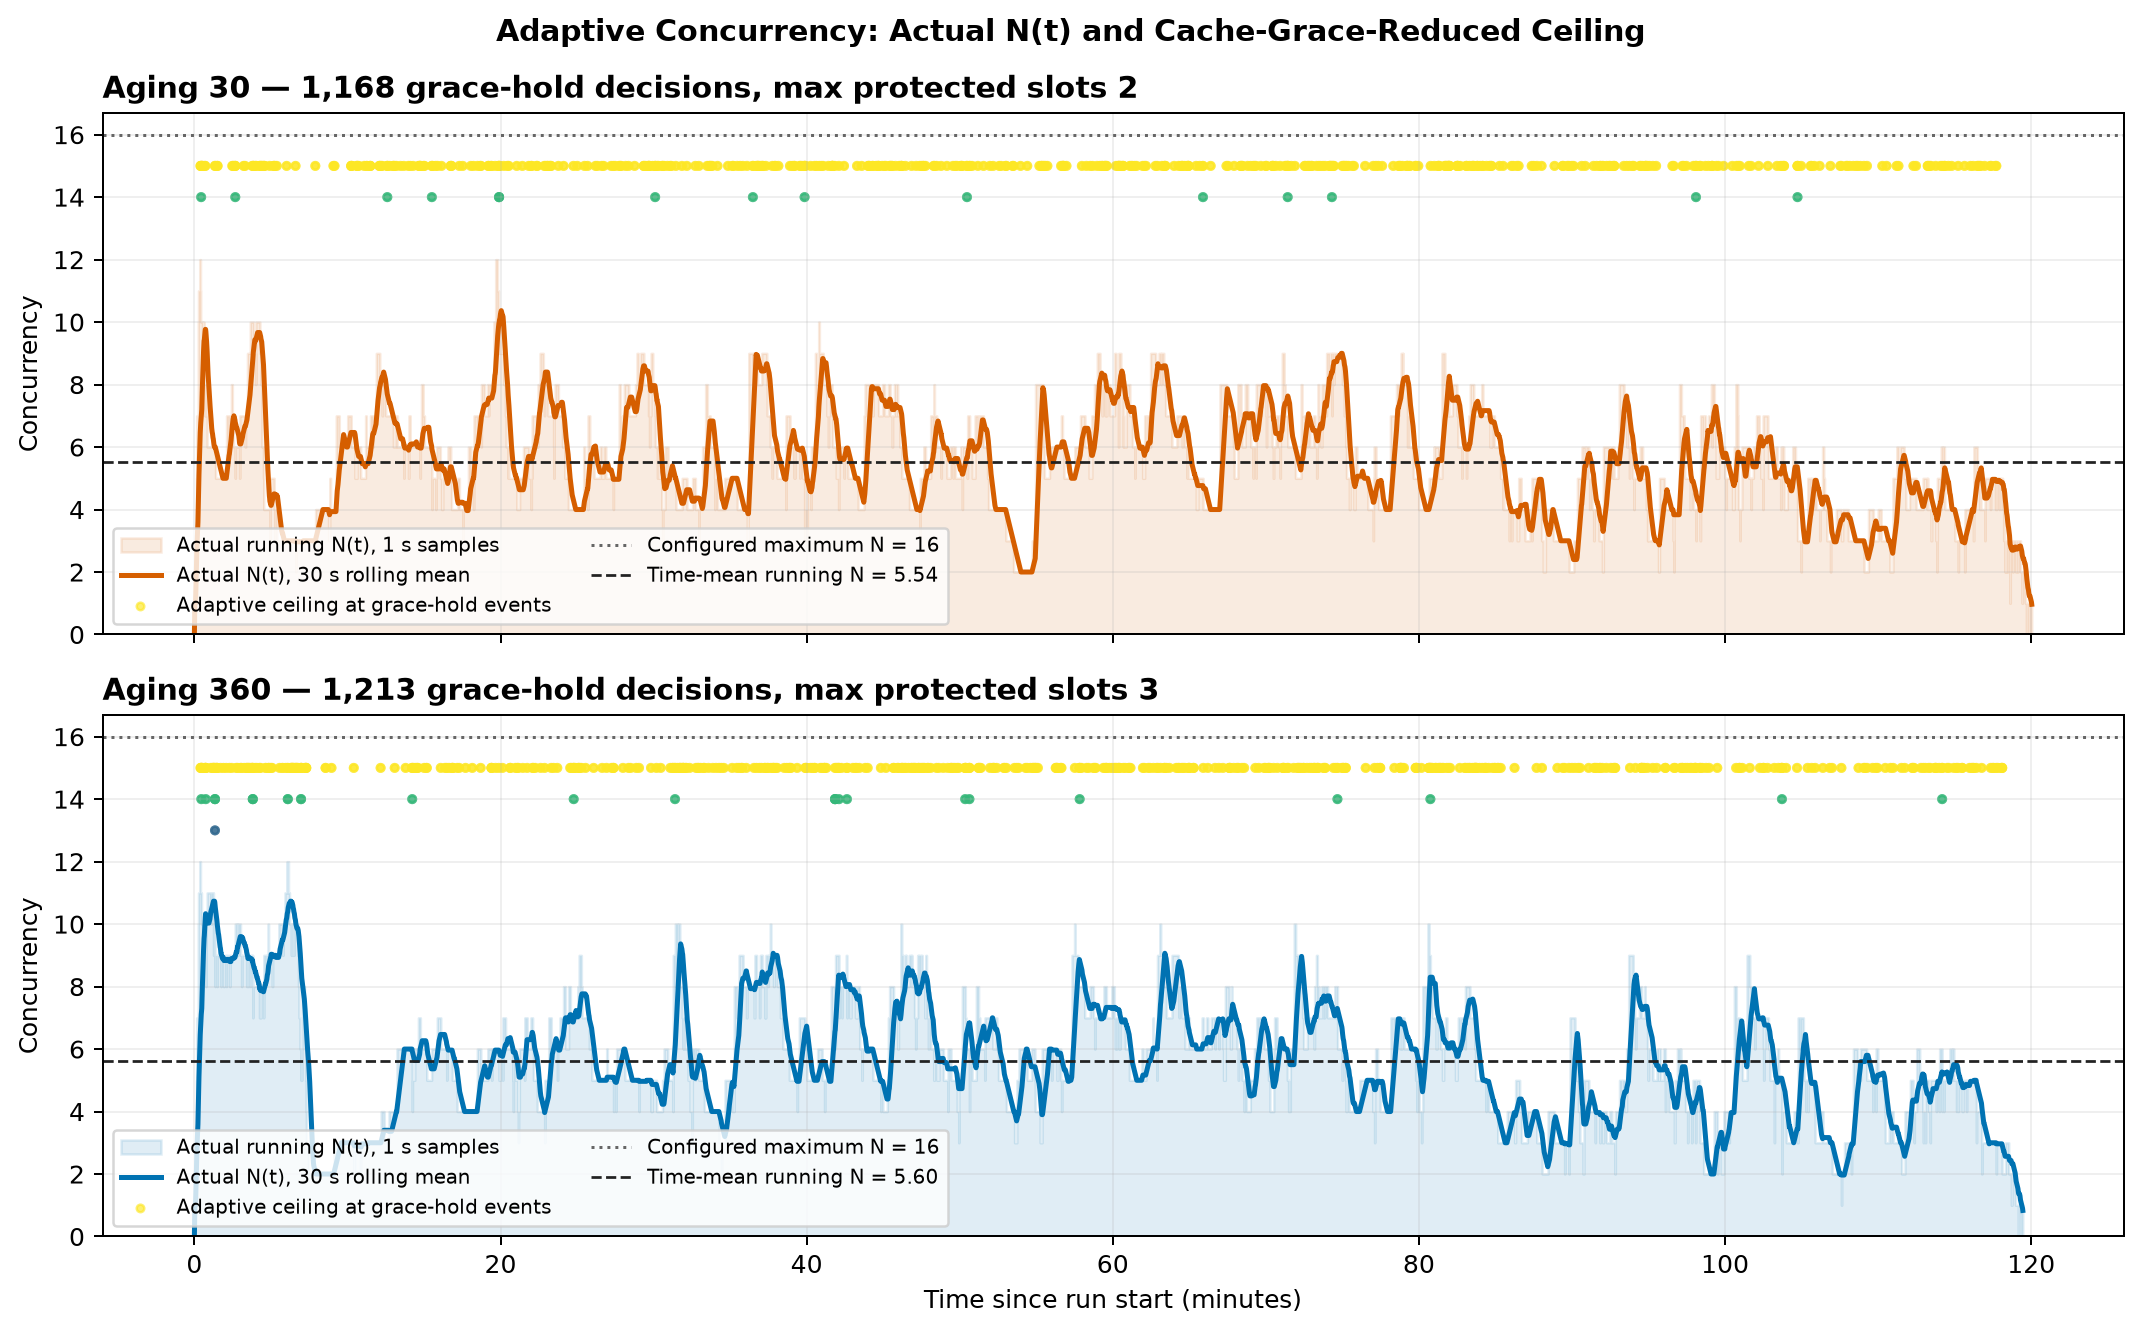 Adaptive Concurrency: Actual N(t) and Cache-Grace-Reduced Ceiling
Aging 30 — 1,168 grace-hold decisions, max protected slots 2
16
14
12
10
8
6
4
2
0
Concurrency
Actual running N(t), 1 s samples
Actual N(t), 30 s rolling mean
Adaptive ceiling at grace-hold events
Configured maximum N = 16
Time-mean running N = 5.54
Aging 360 — 1,213 grace-hold decisions, max protected slots 3
16
14
12
10
8
6
4
2
0
Concurrency
Actual running N(t), 1 s samples
Actual N(t), 30 s rolling mean
Adaptive ceiling at grace-hold events
Configured maximum N = 16
Time-mean running N = 5.60
0 20 40 60 80 100 120
Time since run start (minutes)